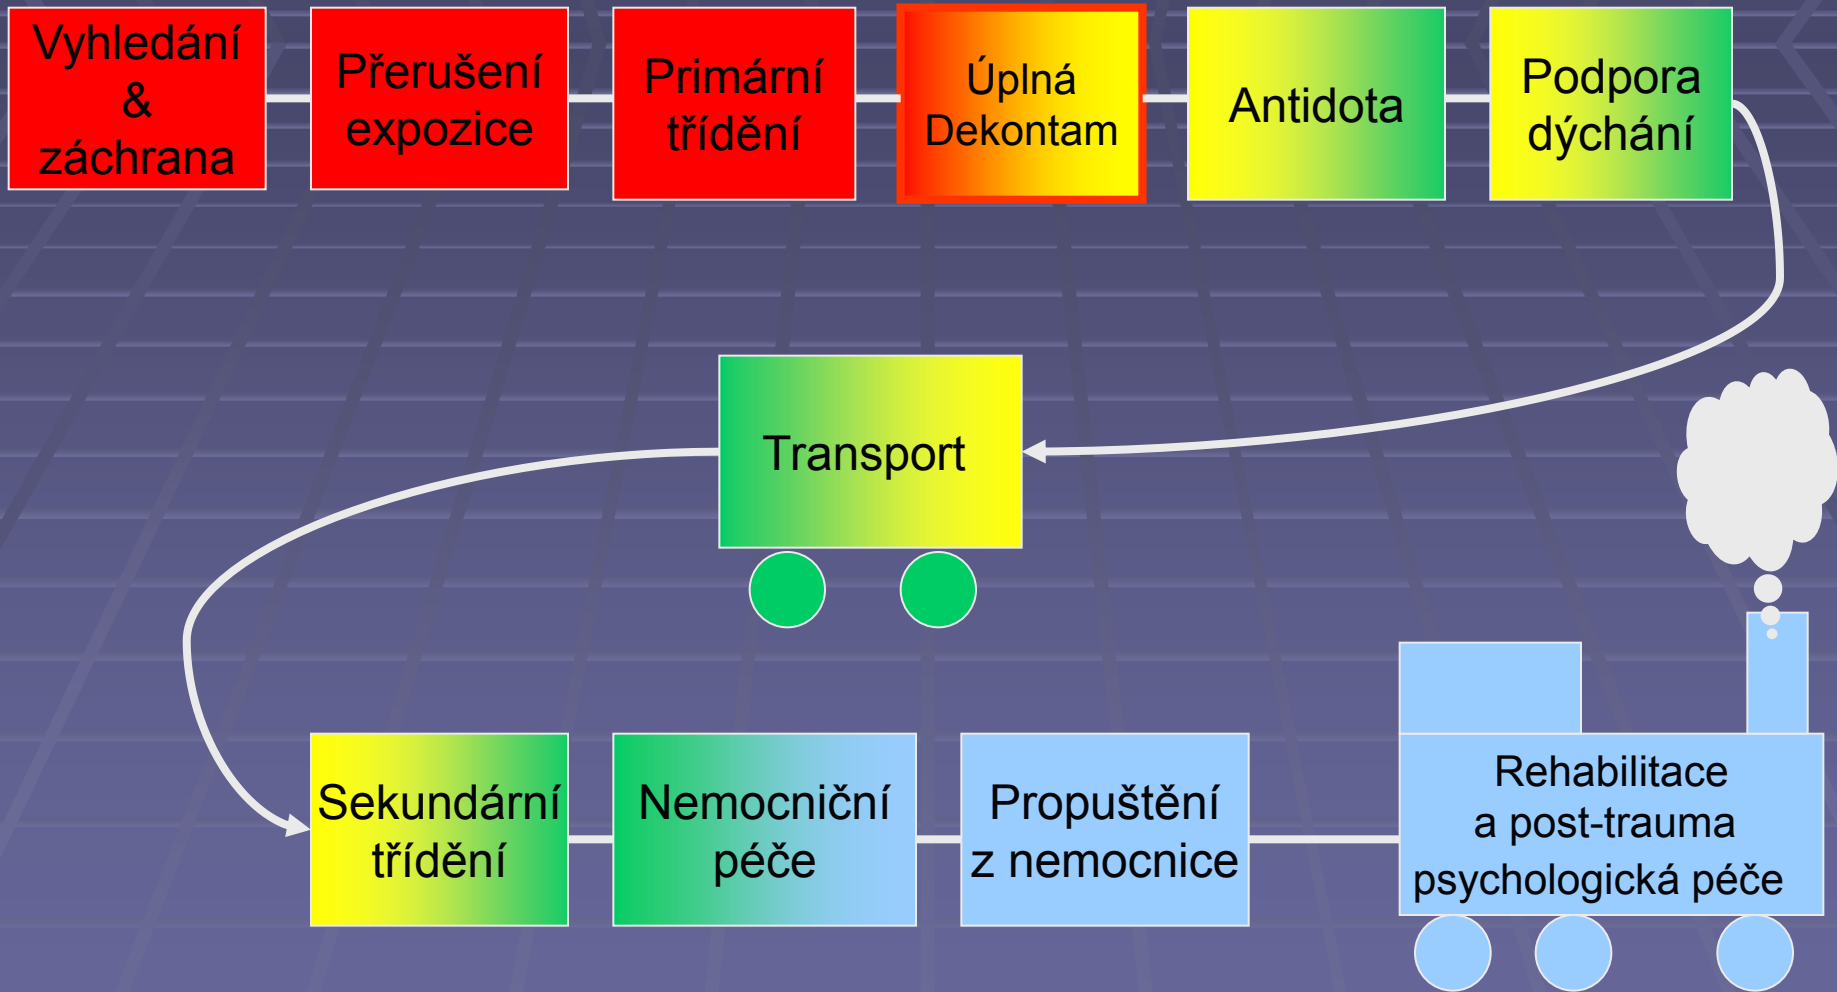 Vyhledání
&
záchrana
Přerušení
expozice
Primární
třídění
Úplná
Dekontam
Antidota
Podpora
dýchání
Transport
Sekundární
třídění
Nemocniční
péče
Propuštění
z nemocnice
Rehabilitace
a post-trauma
psychologická péče